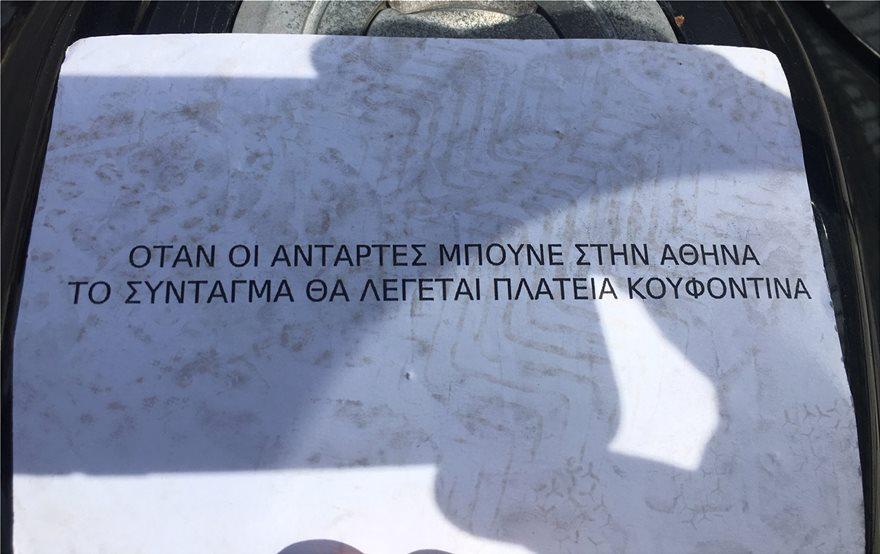 ΟΤΑΝ ΟΙ ΑΝΤΑΡΤΕΣ ΜΠΟΥΝΕ ΣΤΗΝ ΑΘΗΝΑ
ΤΟ ΣΥΝΤΑΓΜΑ ΘΑ ΛΕΓΕΤΑΙ ΠΛΑΤΕΙΑ ΚΟΥΦΟΝΤΙΝΑ